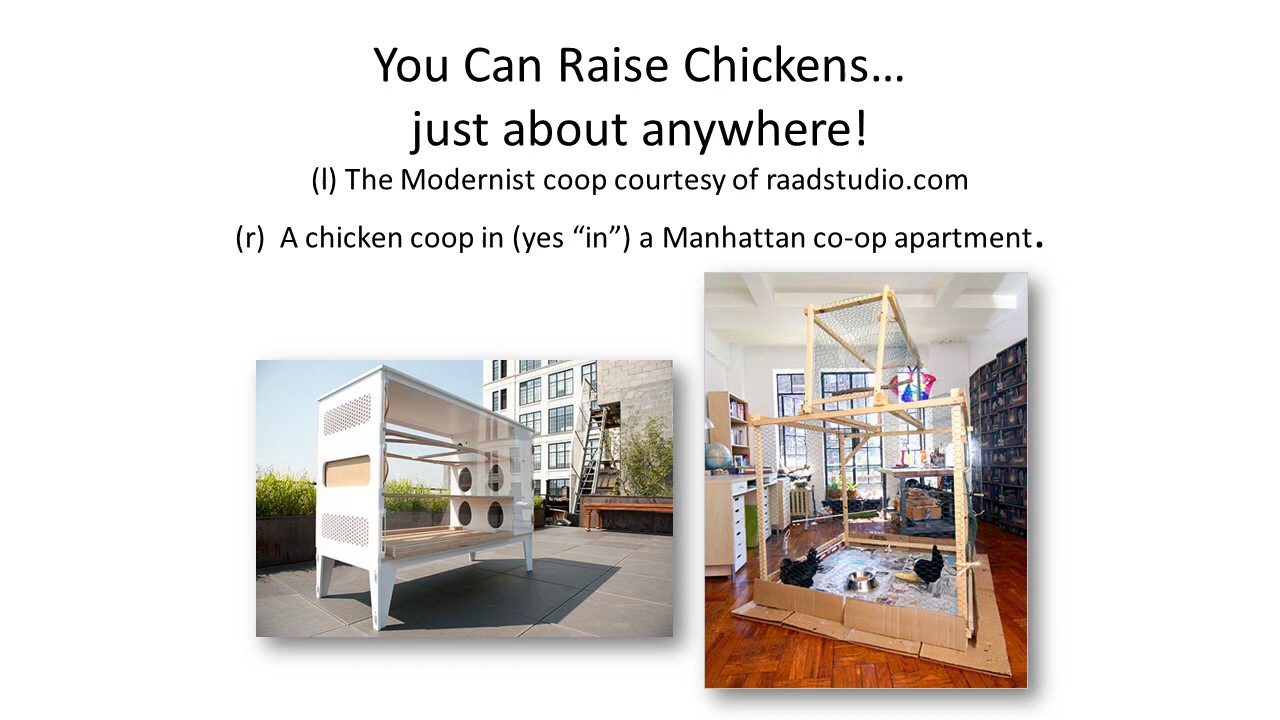 You Can Raise Chickens…
just about anywhere!
(l) The Modernist coop courtesy of raadstudio.com
(r)  A chicken coop in (yes “in”) a Manhattan co-op apartment.